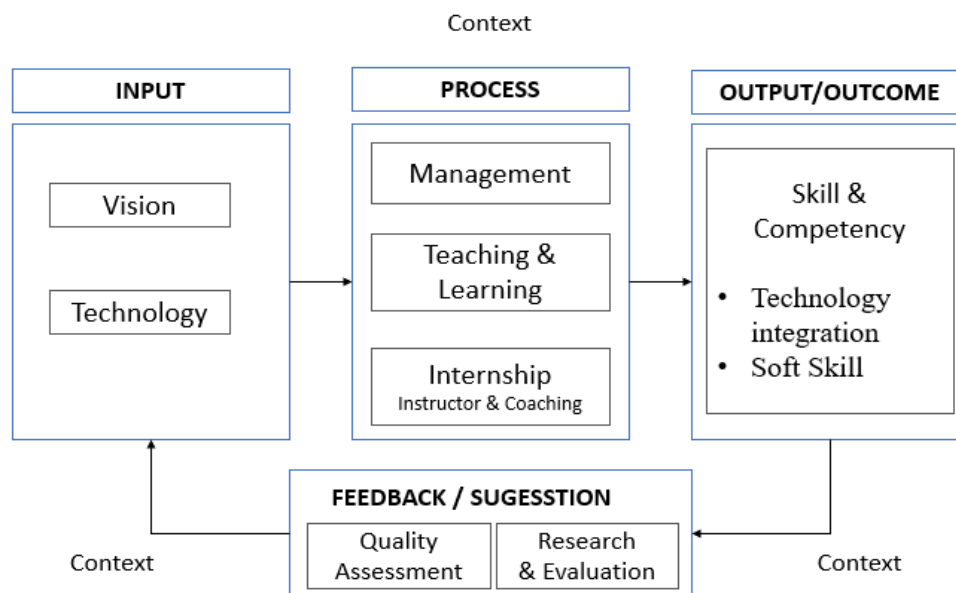 Context
INPUT
Vision
Technology
PROCESS
Management
Teaching &
Learning
Internship
Instructor & Coaching
OUTPUT/OUTCOME
Skill &
Competency
• Technology
integration
• Soft Skill
FEEDBACK / SUGESSTION
Quality
Assessment
Research
& Evaluation
Context
Context